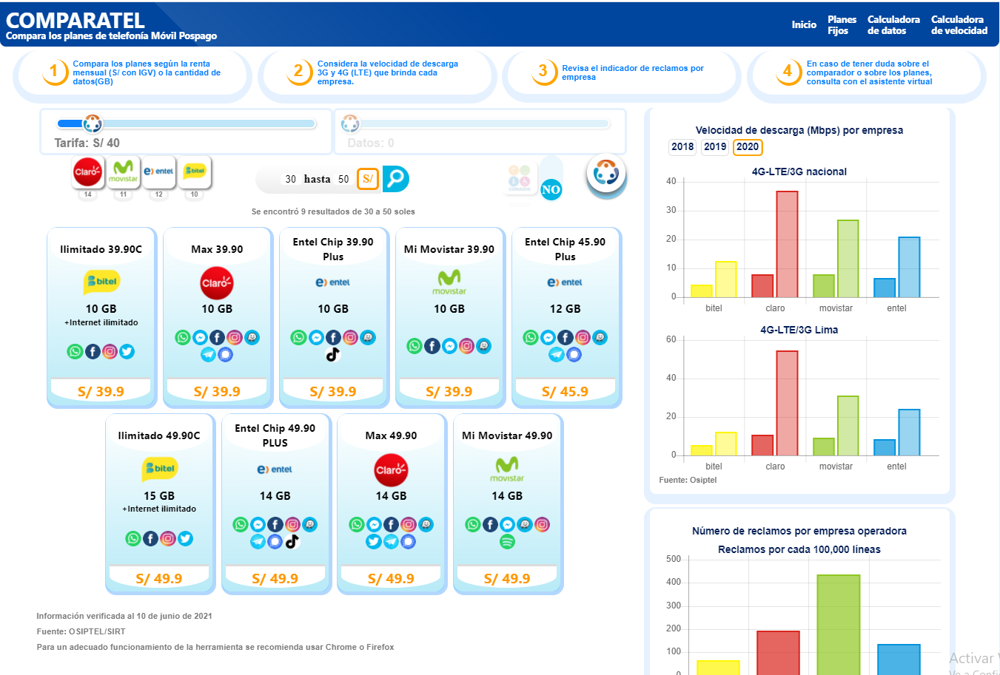 COMPARATEL
Compara los planes de telefonía Móvil Pospago
Inicio
Planes Fijos
Calculadora de datos
Calculadora de velocidad
1
Compara los planes según la renta
mensual (S/ con IGV) o la cantidad de
datos(GB)
2
Considera la velocidad de descarga
3G y 4G (LTE) que brinda cada
empresa.
3
Revisa el indicador de reclamos por
empresa
4
En caso de tener duda sobre el
comparador o sobre los planes,
consulta con el asistente virtual
Tarifa: S/ 40
Datos: 0
Claro
movistar
entel
bitel
14
11
12
10
30 hasta 50 S/
CONADIS
NO
Se encontró 9 resultados de 30 a 50 soles
Ilimitado 39.90C
bitel
10 GB
+Internet ilimitado
S/ 39.9
Max 39.90
Claro
10 GB
S/ 39.9
Entel Chip 39.90
Plus
entel
10 GB
S/ 39.9
Mi Movistar 39.90
movistar
10 GB
S/ 39.9
Entel Chip 45.90
Plus
entel
12 GB
S/ 45.9
Ilimitado 49.90C
bitel
15 GB
+Internet ilimitado
S/ 49.9
Entel Chip 49.90
PLUS
entel
14 GB
S/ 49.9
Max 49.90
Claro
14 GB
S/ 49.9
Mi Movistar 49.90
movistar
14 GB
S/ 49.9
Información verificada al 10 de junio de 2021
Fuente: OSIPTEL/SIRT
Para un adecuado funcionamiento de la herramienta se recomienda usar Chrome o Firefox
Velocidad de descarga (Mbps) por empresa
2018 2019 2020
4G-LTE/3G nacional
40
30
20
10
0
bitel claro movistar entel
4G-LTE/3G Lima
60
40
20
0
bitel claro movistar entel
Fuente: Osiptel
Número de reclamos por empresa operadora
Reclamos por cada 100,000 líneas
500
400
300
200
100
0
Activar